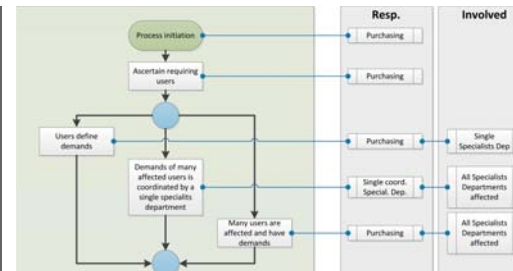 Resp.
Involved
Process initiation
Purchasing
Ascertain requiring
users
Purchasing
Users define
demands
Purchasing
Single
Specialists Dep
Demands of many
affected users is
coordinated by a
single specialits
department
Single coord.
Special. Dep.
All Specialists
Departments
affected
Many users are
affected and have
demands
Purchasing
All Specialists
Departments
affected